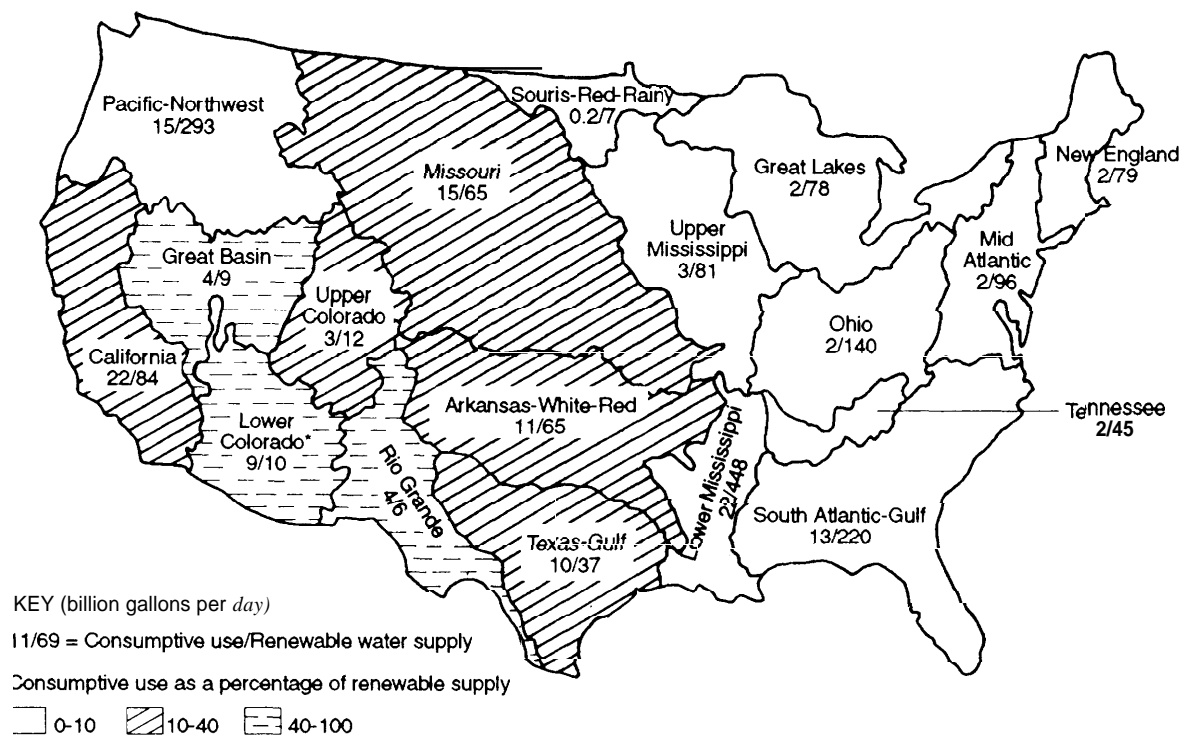 Pacific-Northwest
15/293
Souris-Red-Rainy
0.2/7
Missouri
15/65
Great Lakes
2/78
New England
2/79
Upper
Mississippi
3/81
Mid
Atlantic
2/96
Great Basin
4/9
Upper
Colorado
3/12
Ohio
2/140
California
22/84
Lower
Colorado*
9/10
Arkansas-White-Red
11/65
Tennessee
2/45
Rio Grande
4/6
Lower Mississippi
/448
South Atlantic-Gulf
13/220
Texas-Gulf
10/37
KEY (billion gallons per day)
11/69 = Consumptive use/Renewable water supply
Consumptive use as a percentage of renewable supply
0-10 10-40 40-100